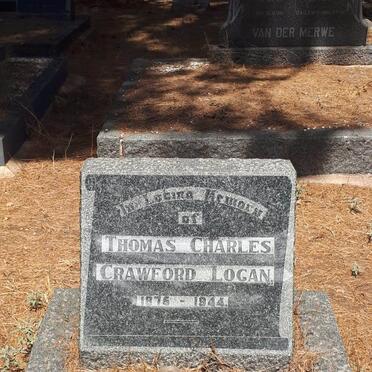 VAN DER MERWE
In Loving Memory
of
THOMAS CHARLES
CRAWFORD LOGAN
1876 - 1944